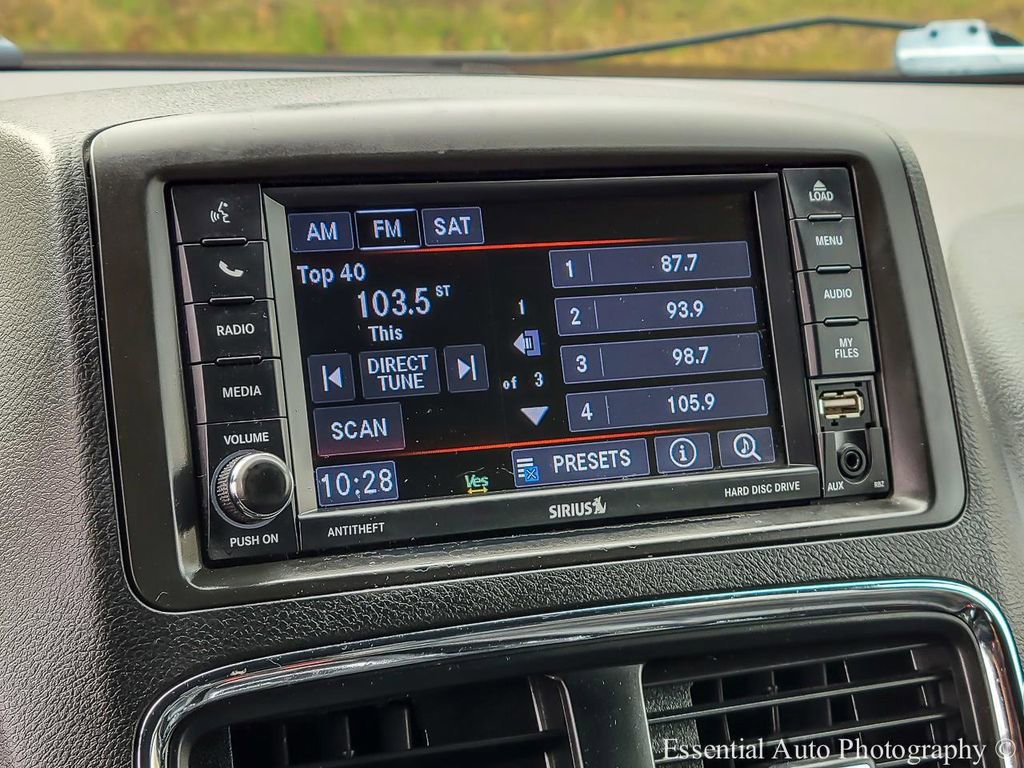 AM FM SAT
Top 40
103.5 ST
This
DIRECT
TUNE
SCAN
10:28
Ves
1
of 3
1 87.7
2 93.9
3 98.7
4 105.9
PRESETS
i
RADIO
MEDIA
VOLUME
PUSH ON
ANTITHEFT
SIRIUS
HARD DISC DRIVE
LOAD
MENU
AUDIO
MY
FILES
AUX RBZ
Essential Auto Photography ©